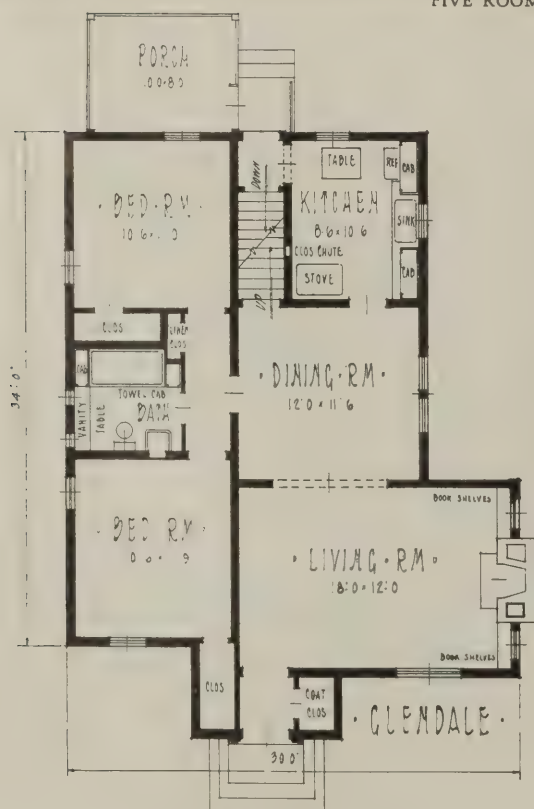 FIVE ROOM
PORCH
BED·RM·
DOWN
UP
TABLE
REF
CAB
KITCHEN
8-6×10 6
SINK
CLOS CHUTE
STOVE
CAB
CLOS
LINEN
CLOS
·DINING·RM·
12'0 × 11'6
CAB
TOWEL CAB
VANITY
TABLE
BATH
34'-0"
BED RM
BOOK SHELVES
·LIVING·RM·
18'0×12'0
BOOK SHELVES
CLOS
COAT
CLOS
·GLENDALE·
30 0"